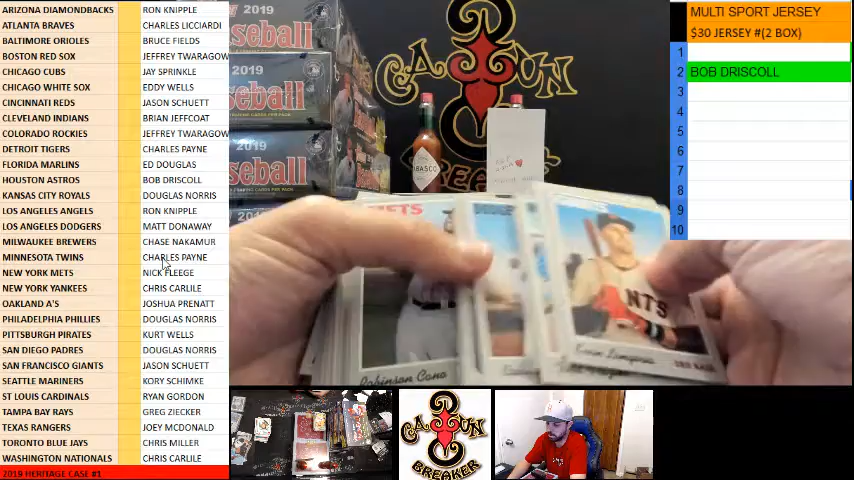 ARIZONA DIAMONDBACKS RON KNIPPLE
ATLANTA BRAVES CHARLES LICCIARDI
BALTIMORE ORIOLES BRUCE FIELDS
BOSTON RED SOX JEFFREY TWARAGOW
CHICAGO CUBS JAY SPRINKLE
CHICAGO WHITE SOX EDDY WELLS
CINCINNATI REDS JASON SCHUETT
CLEVELAND INDIANS BRIAN JEFFCOAT
COLORADO ROCKIES JEFFREY TWARAGOW
DETROIT TIGERS CHARLES PAYNE
FLORIDA MARLINS ED DOUGLAS
HOUSTON ASTROS BOB DRISCOLL
KANSAS CITY ROYALS DOUGLAS NORRIS
LOS ANGELES ANGELS RON KNIPPLE
LOS ANGELES DODGERS MATT DONAWAY
MILWAUKEE BREWERS CHASE NAKAMUR
MINNESOTA TWINS CHARLES PAYNE
NEW YORK METS NICK FLEEGE
NEW YORK YANKEES CHRIS CARLILE
OAKLAND A'S JOSHUA PRENATT
PHILADELPHIA PHILLIES DOUGLAS NORRIS
PITTSBURGH PIRATES KURT WELLS
SAN DIEGO PADRES DOUGLAS NORRIS
SAN FRANCISCO GIANTS JASON SCHUETT
SEATTLE MARINERS KORY SCHIMKE
ST LOUIS CARDINALS RYAN GORDON
TAMPA BAY RAYS GREG ZIECKER
TEXAS RANGERS JOEY MCDONALD
TORONTO BLUE JAYS CHRIS MILLER
WASHINGTON NATIONALS CHRIS CARLILE
2019 HERITAGE CASE #1
MULTI SPORT JERSEY
$30 JERSEY #(2 BOX)
1
2 BOB DRISCOLL
3
4
5
6
7
8
9
10
2019
seball
2019
seball
2019
seball
CAJUN
BREAKER
TABASCO
METS
Robinson Cano
NTS
CAJUN
BREAKER